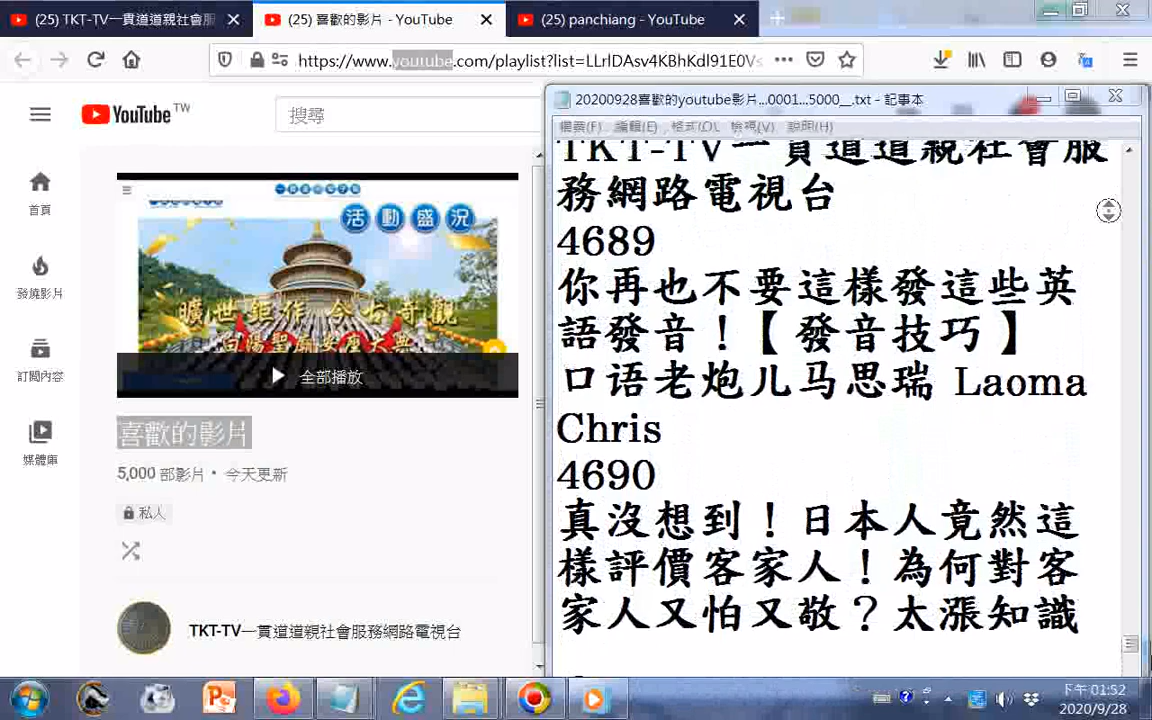 (25) TKT-TV一貫道道親社會服
(25) 喜歡的影片 - YouTube
(25) panchiang - YouTube
https://www.youtube.com/playlist?list=LLrlDAsv4KBhKdl91E0Vs
YouTube TW
搜尋
首頁
發燒影片
訂閱內容
媒體庫
活動盛況
曠世鉅作 今古奇觀
全部播放
喜歡的影片
5,000 部影片・ 今天更新
私人
TKT-TV一貫道道親社會服務網路電視台
20200928喜歡的youtube影片...0001...5000__.txt - 記事本
檔案(F) 編輯(E) 格式(O) 檢視(V) 說明(H)
TKT-TV一貫道道親社會服
務網路電視台
4689
你再也不要這樣發這些英
語發音！【 發音技巧 】
口语老炮儿马思瑞 Laoma
Chris
4690
真沒想到！日本人竟然這
樣評價客家人！為何對客
家人又怕又敬？太漲知識
下午 01:52
2020/9/28